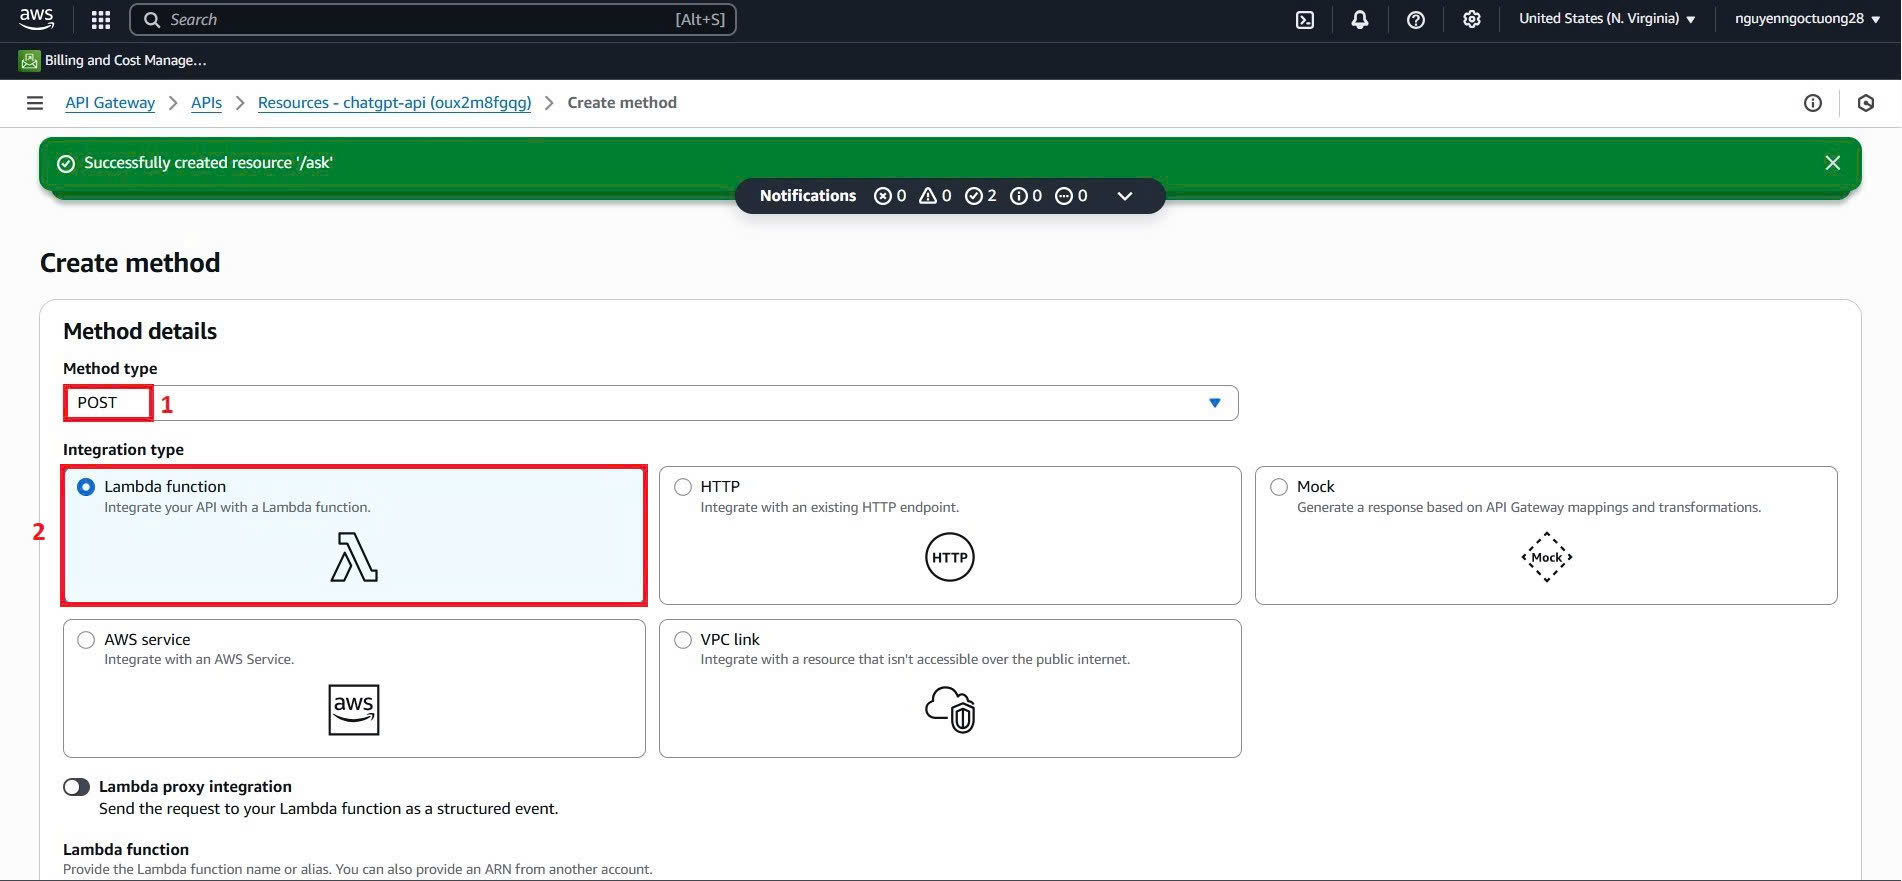 aws Search [Alt+S] United States (N. Virginia) nguyenngoctuong28
Billing and Cost Manage...
API Gateway APIs Resources - chatgpt-api (oux2m8fgqg) Create method
Successfully created resource '/ask'
Notifications 0 0 2 0 0
Create method
Method details
Method type
POST 1
Integration type
2
Lambda function
Integrate your API with a Lambda function.
HTTP
Integrate with an existing HTTP endpoint.
HTTP
Mock
Generate a response based on API Gateway mappings and transformations.
Mock
AWS service
Integrate with an AWS Service.
aws
VPC link
Integrate with a resource that isn't accessible over the public internet.
Lambda proxy integration
Send the request to your Lambda function as a structured event.
Lambda function
Provide the Lambda function name or alias. You can also provide an ARN from another account.